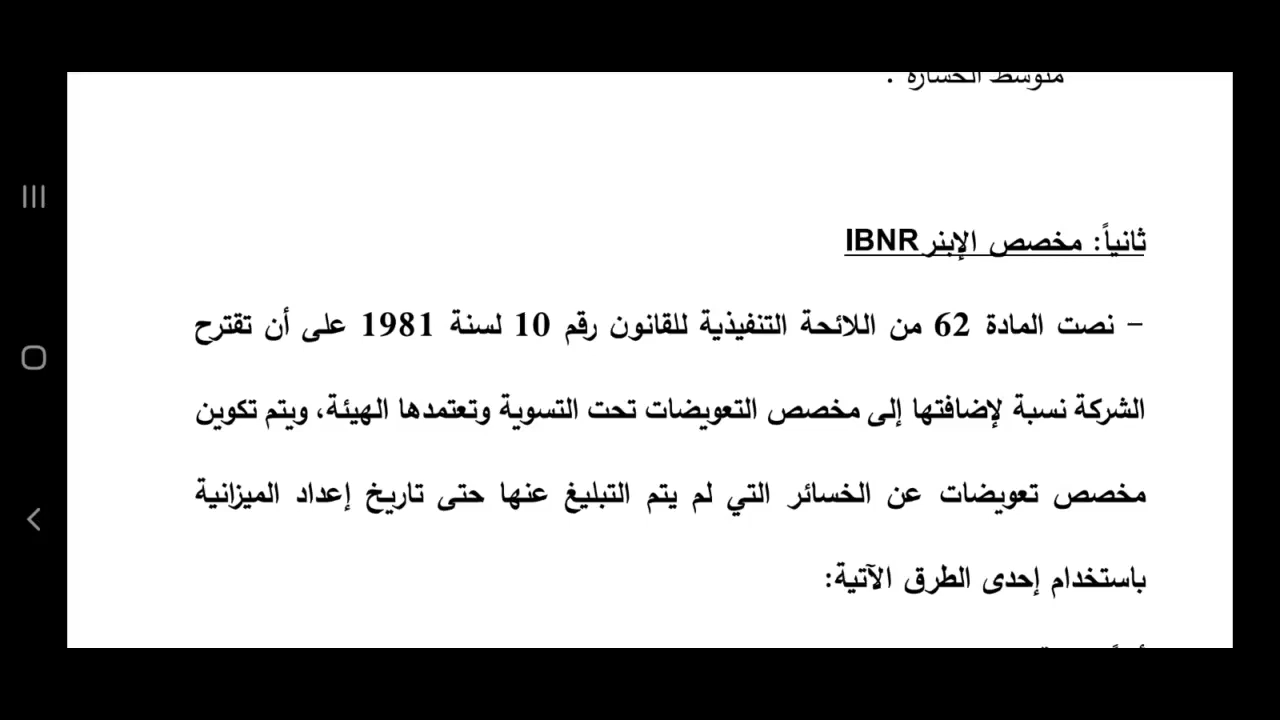 متوسط الخسارة .
ثانياً: مخصص الإبنر IBNR
– نصت المادة 62 من اللائحة التنفيذية للقانون رقم 10 لسنة 1981 على أن تقترح
الشركة نسبة لإضافتها إلى مخصص التعويضات تحت التسوية وتعتمدها الهيئة، ويتم تكوين
مخصص تعويضات عن الخسائر التي لم يتم التبليغ عنها حتى تاريخ إعداد الميزانية
باستخدام إحدى الطرق الآتية: